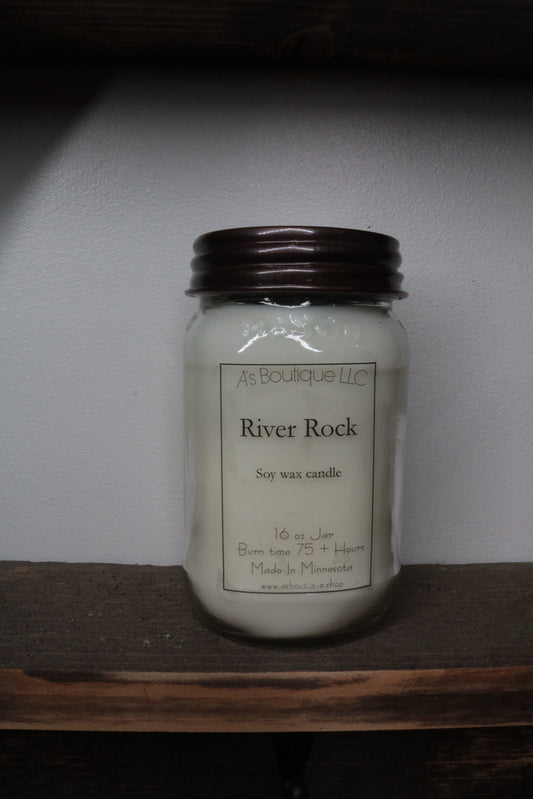 A's Boutique LLC
River Rock
Soy wax candle
16 oz Jar
Burn time 75 + Hours
Made In Minnesota
www.asboutique.shop